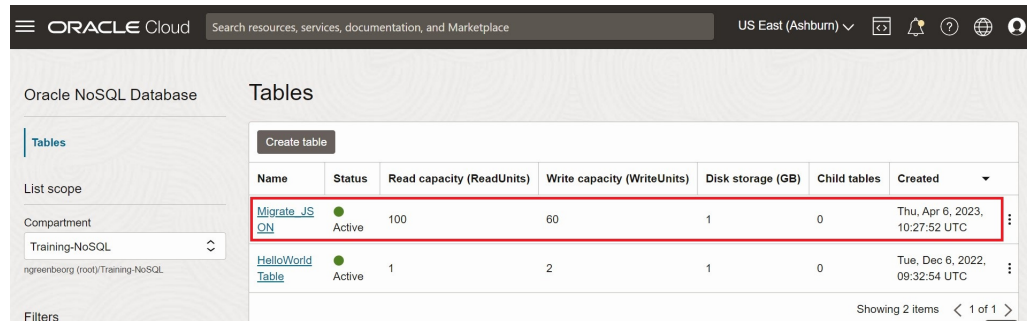 ORACLE Cloud
Search resources, services, documentation, and Marketplace
US East (Ashburn)
Oracle NoSQL Database
Tables
List scope
Compartment
Training-NoSQL
ngreenbeorg (root)/Training-NoSQL
Filters
Tables
Create table
Name Status Read capacity (ReadUnits) Write capacity (WriteUnits) Disk storage (GB) Child tables Created
Migrate_JS
ON
Active
100
60
1
0
Thu, Apr 6, 2023,
10:27:52 UTC
HelloWorld
Table
Active
1
2
1
0
Tue, Dec 6, 2022,
09:32:54 UTC
Showing 2 items < 1 of 1 >